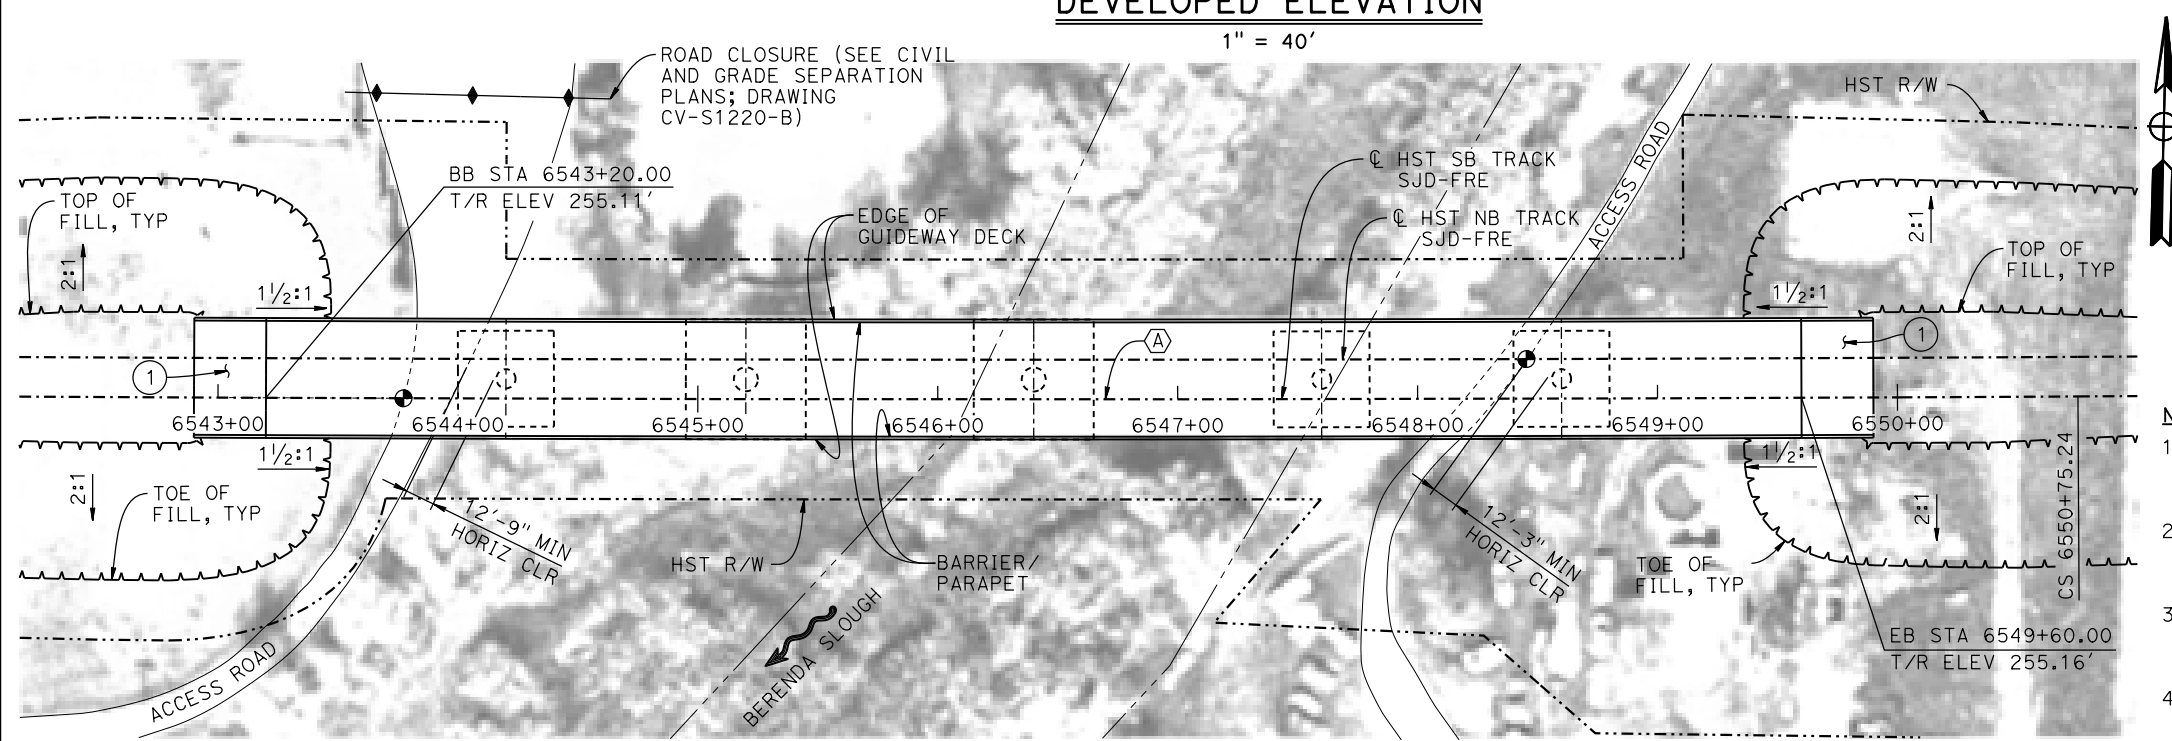 DEVELOPED ELEVATION
1" = 40'
ROAD CLOSURE (SEE CIVIL
AND GRADE SEPARATION
PLANS; DRAWING
CV-S1220-B)
HST R/W
BB STA 6543+20.00
T/R ELEV 255.11'
℄ HST SB TRACK
SJD-FRE
℄ HST NB TRACK
SJD-FRE
ACCESS ROAD
TOP OF
FILL, TYP
2:1
EDGE OF
GUIDEWAY DECK
2:1
TOP OF
FILL, TYP
1½:1
1½:1
A
1
1
6543+00
6544+00
6545+00
6546+00
6547+00
6548+00
6549+00
6550+00
N
1
1½:1
1½:1
2:1
TOE OF
FILL, TYP
12'-9" MIN
HORIZ CLR
HST R/W
BARRIER/
PARAPET
12'-3" MIN
HORIZ CLR
TOE OF
FILL, TYP
2:1
CS 6550+75.24
2
3
BERENDA SLOUGH
ACCESS ROAD
EB STA 6549+60.00
T/R ELEV 255.16'
4